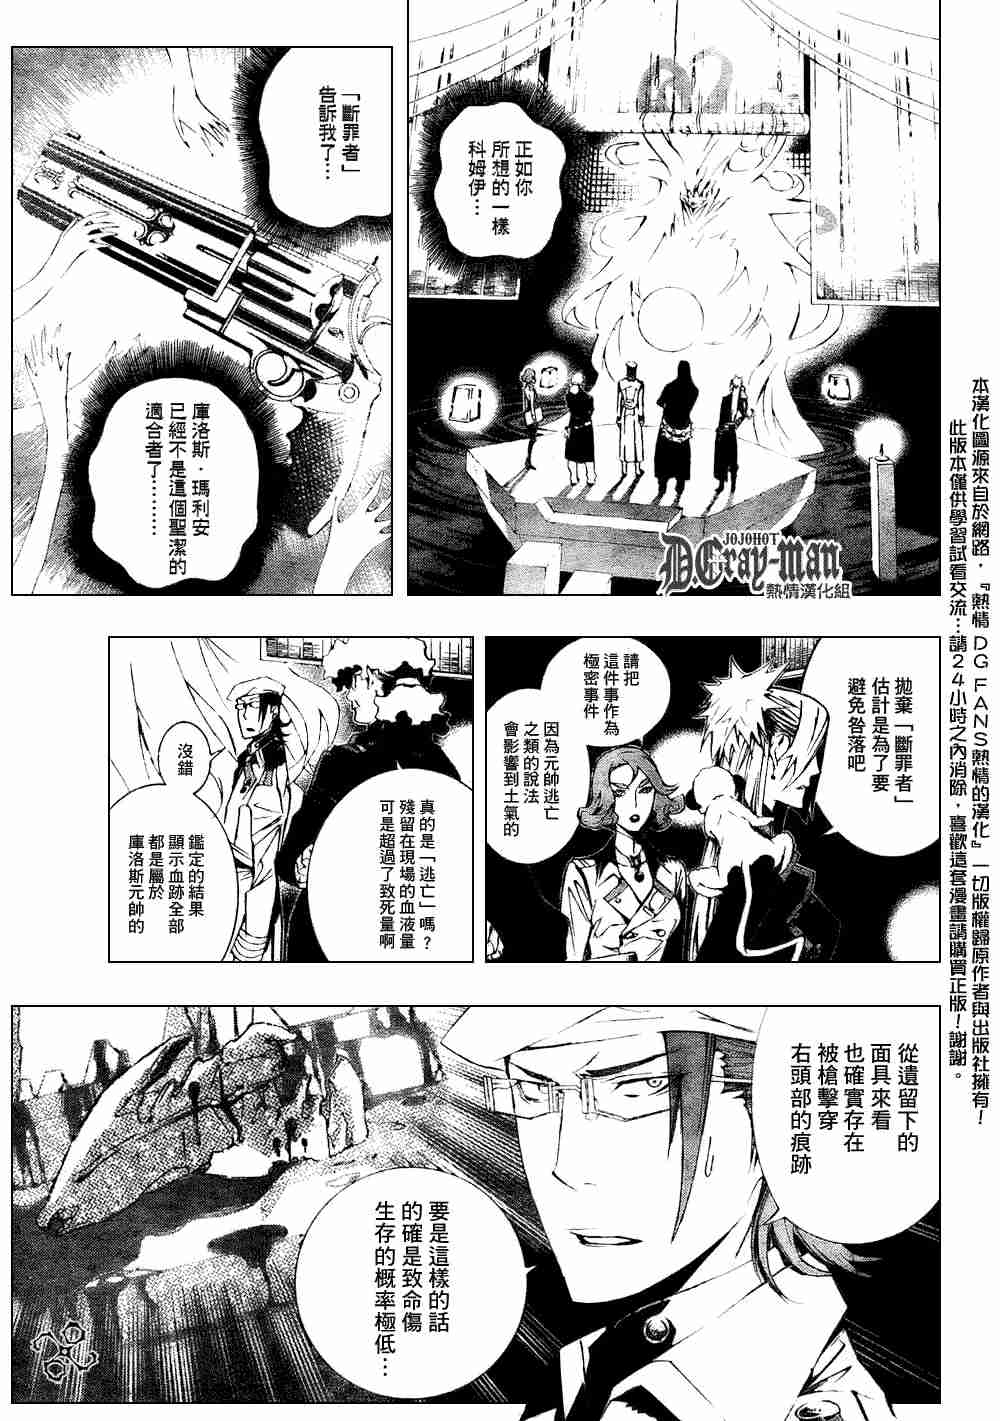 正如你
所想的一樣
科姆伊…
「斷罪者」
告訴我了…
庫洛斯．瑪利安
已經不是這個聖潔的
適合者了………
JOJOHOT
D.Gray-man
熱情漢化組
拋棄「斷罪者」
估計是為了要
避免咎落吧
請把
這件事作為
極密事件
因為元帥逃亡
之類的說法
會影響到士氣的
真的是「逃亡」嗎？
殘留在現場的血液量
可是超過了致死量啊
沒錯
鑑定的結果
顯示血跡全部
都是屬於
庫洛斯元帥的
從遺留下的
面具來看
也確實存在
被槍擊穿
右頭部的痕跡
要是這樣的話
的確是致命傷
生存的概率極低…
本漢化圖源來自於網路．『熱情DG FANS熱情的漢化』一切版權歸原作者與出版社擁有！
此版本僅供學習試看交流…請24小時之內消除．喜歡這套漫畫請購買正版！謝謝。